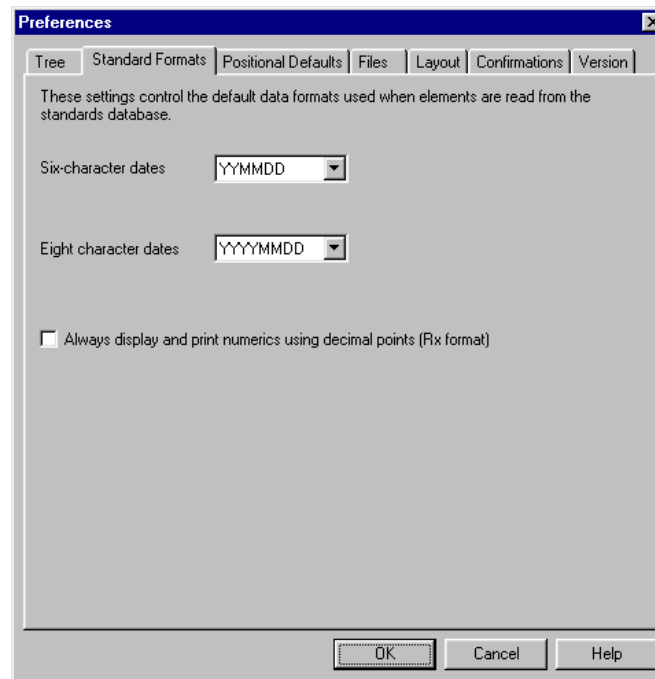 Preferences
Tree Standard Formats Positional Defaults Files Layout Confirmations Version
These settings control the default data formats used when elements are read from the
standards database.
Six-character dates YYMMDD
Eight character dates YYYYMMDD
Always display and print numerics using decimal points (Rx format)
OK Cancel Help